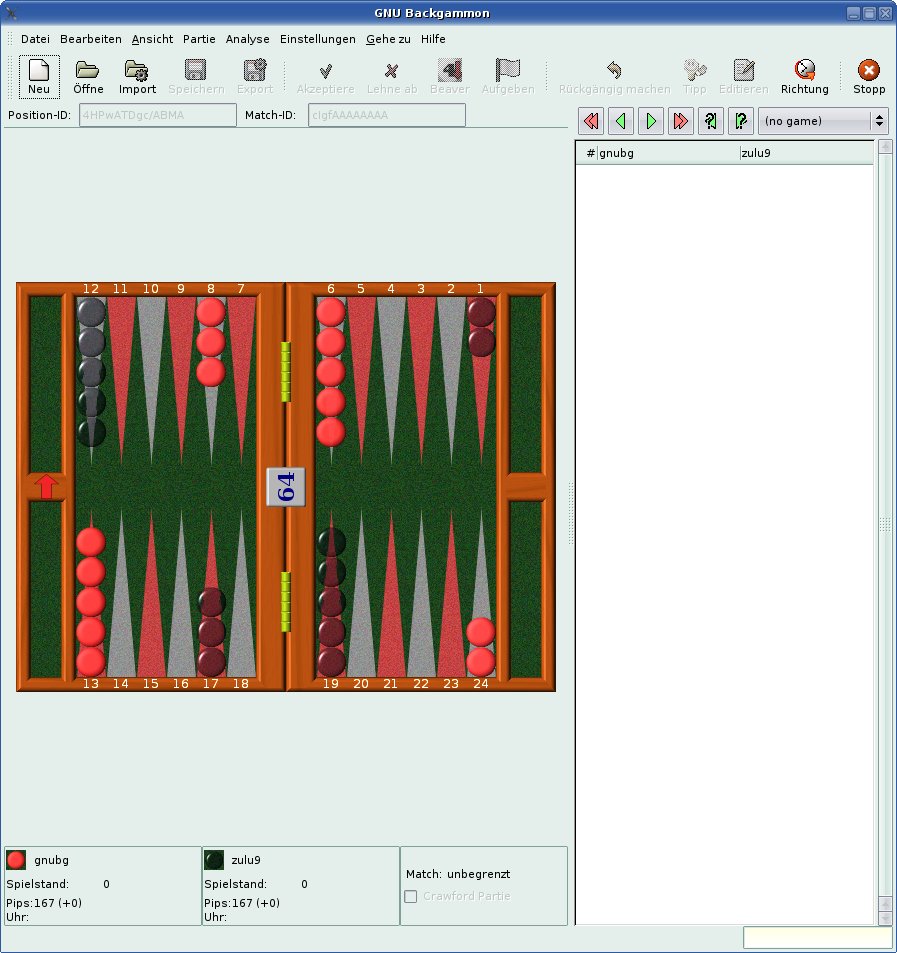 GNU Backgammon
Datei Bearbeiten Ansicht Partie Analyse Einstellungen Gehe zu Hilfe
Neu Öffne Import Speichern Export Akzeptiere Lehne ab Beaver Aufgeben Rückgängig machen Tipp Editieren Richtung Stopp
Position-ID: 4HPwATDgc/ABMA Match-ID: cIgfAAAAAAAA (no game)
# gnubg zulu9
12 11 10 9 8 7 6 5 4 3 2 1
64
13 14 15 16 17 18 19 20 21 22 23 24
gnubg zulu9
Match: unbegrenzt
Spielstand: 0 Spielstand: 0
Crawford Partie
Pips:167 (+0) Pips:167 (+0)
Uhr: Uhr: